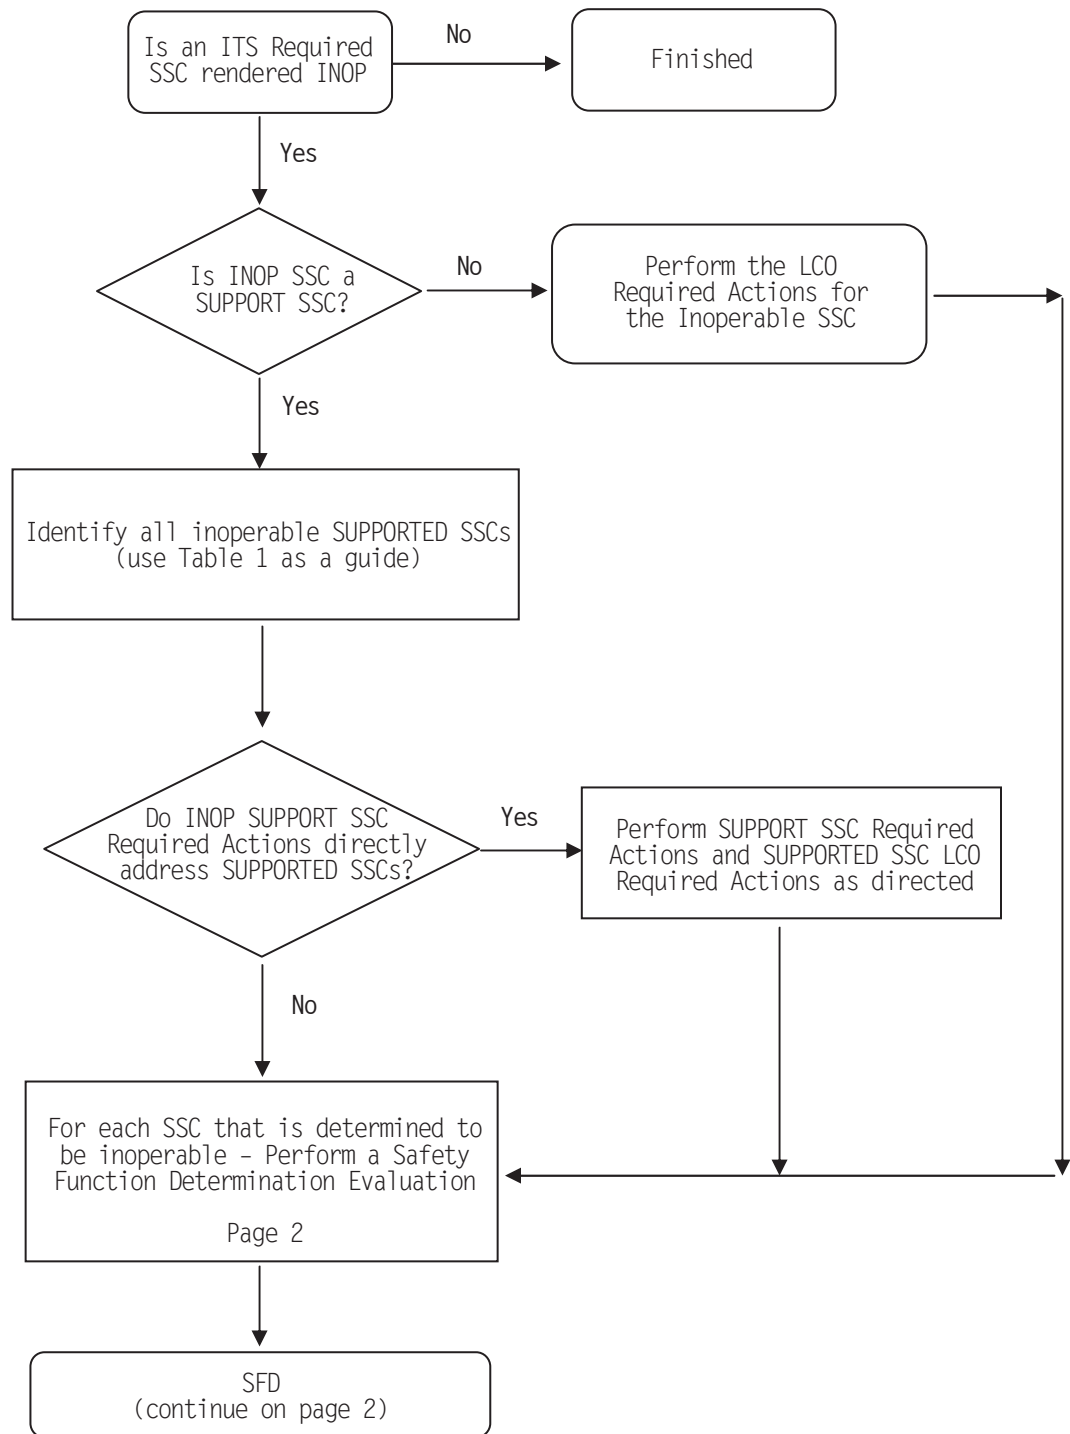 Is an ITS Required
SSC rendered INOP
No
Finished
Yes
Is INOP SSC a
SUPPORT SSC?
No
Perform the LCO
Required Actions for
the Inoperable SSC
Yes
Identify all inoperable SUPPORTED SSCs
(use Table 1 as a guide)
Do INOP SUPPORT SSC
Required Actions directly
address SUPPORTED SSCs?
Yes
Perform SUPPORT SSC Required
Actions and SUPPORTED SSC LCO
Required Actions as directed
No
For each SSC that is determined to
be inoperable – Perform a Safety
Function Determination Evaluation
Page 2
SFD
(continue on page 2)